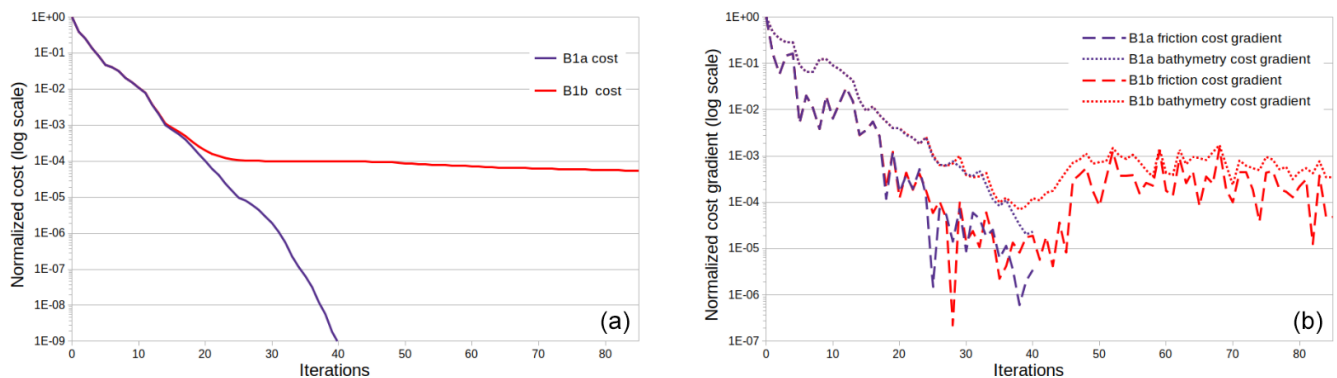 1E+00
1E-01
1E-02
1E-03
1E-04
1E-05
1E-06
1E-07
1E-08
1E-09
Normalized cost (log scale)
0 10 20 30 40 50 60 70 80
Iterations
B1a cost
B1b cost
(a)
1E+00
1E-01
1E-02
1E-03
1E-04
1E-05
1E-06
1E-07
Normalized cost gradient (log scale)
0 10 20 30 40 50 60 70 80
Iterations
B1a friction cost gradient
B1a bathymetry cost gradient
B1b friction cost gradient
B1b bathymetry cost gradient
(b)